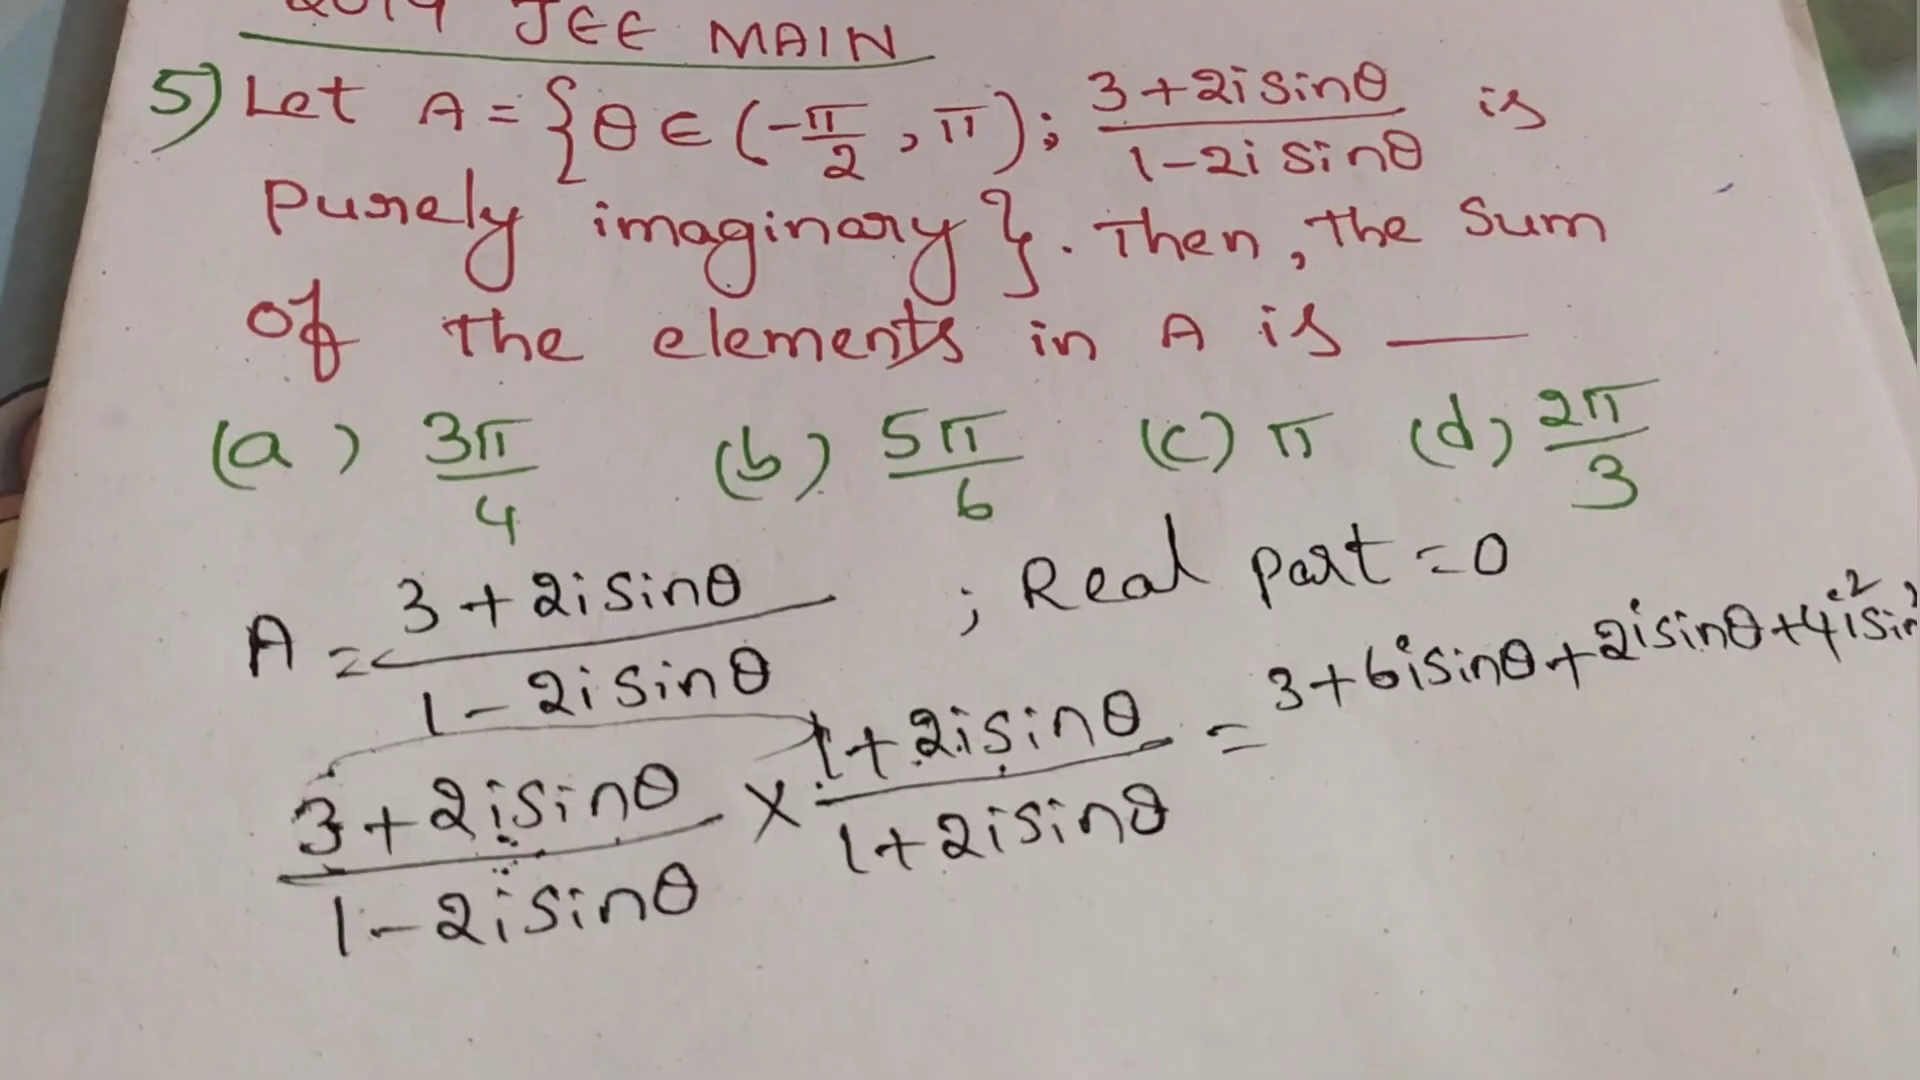 2019 JEE MAIN
5) Let A = {θ ∈ (-π/2, π); (3+2i sinθ)/(1-2i sinθ) is
Purely imaginary}. Then, the sum
of the elements in A is ___
(a) 3π/4 (b) 5π/6 (c) π (d) 2π/3
A = (3+2i sinθ)/(1-2i sinθ) ; Real part = 0
(3+2i sinθ)/(1-2i sinθ) × (1+2i sinθ)/(1+2i sinθ) = 3+6i sinθ+2i sinθ+4i² sin